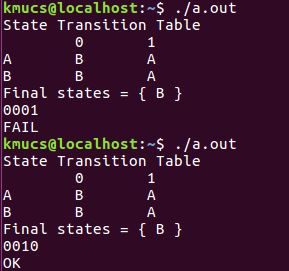 kmucs@localhost:~$ ./a.out
State Transition Table
0 1
A B A
B B A
Final states = { B }
0001
FAIL
kmucs@localhost:~$ ./a.out
State Transition Table
0 1
A B A
B B A
Final states = { B }
0010
OK